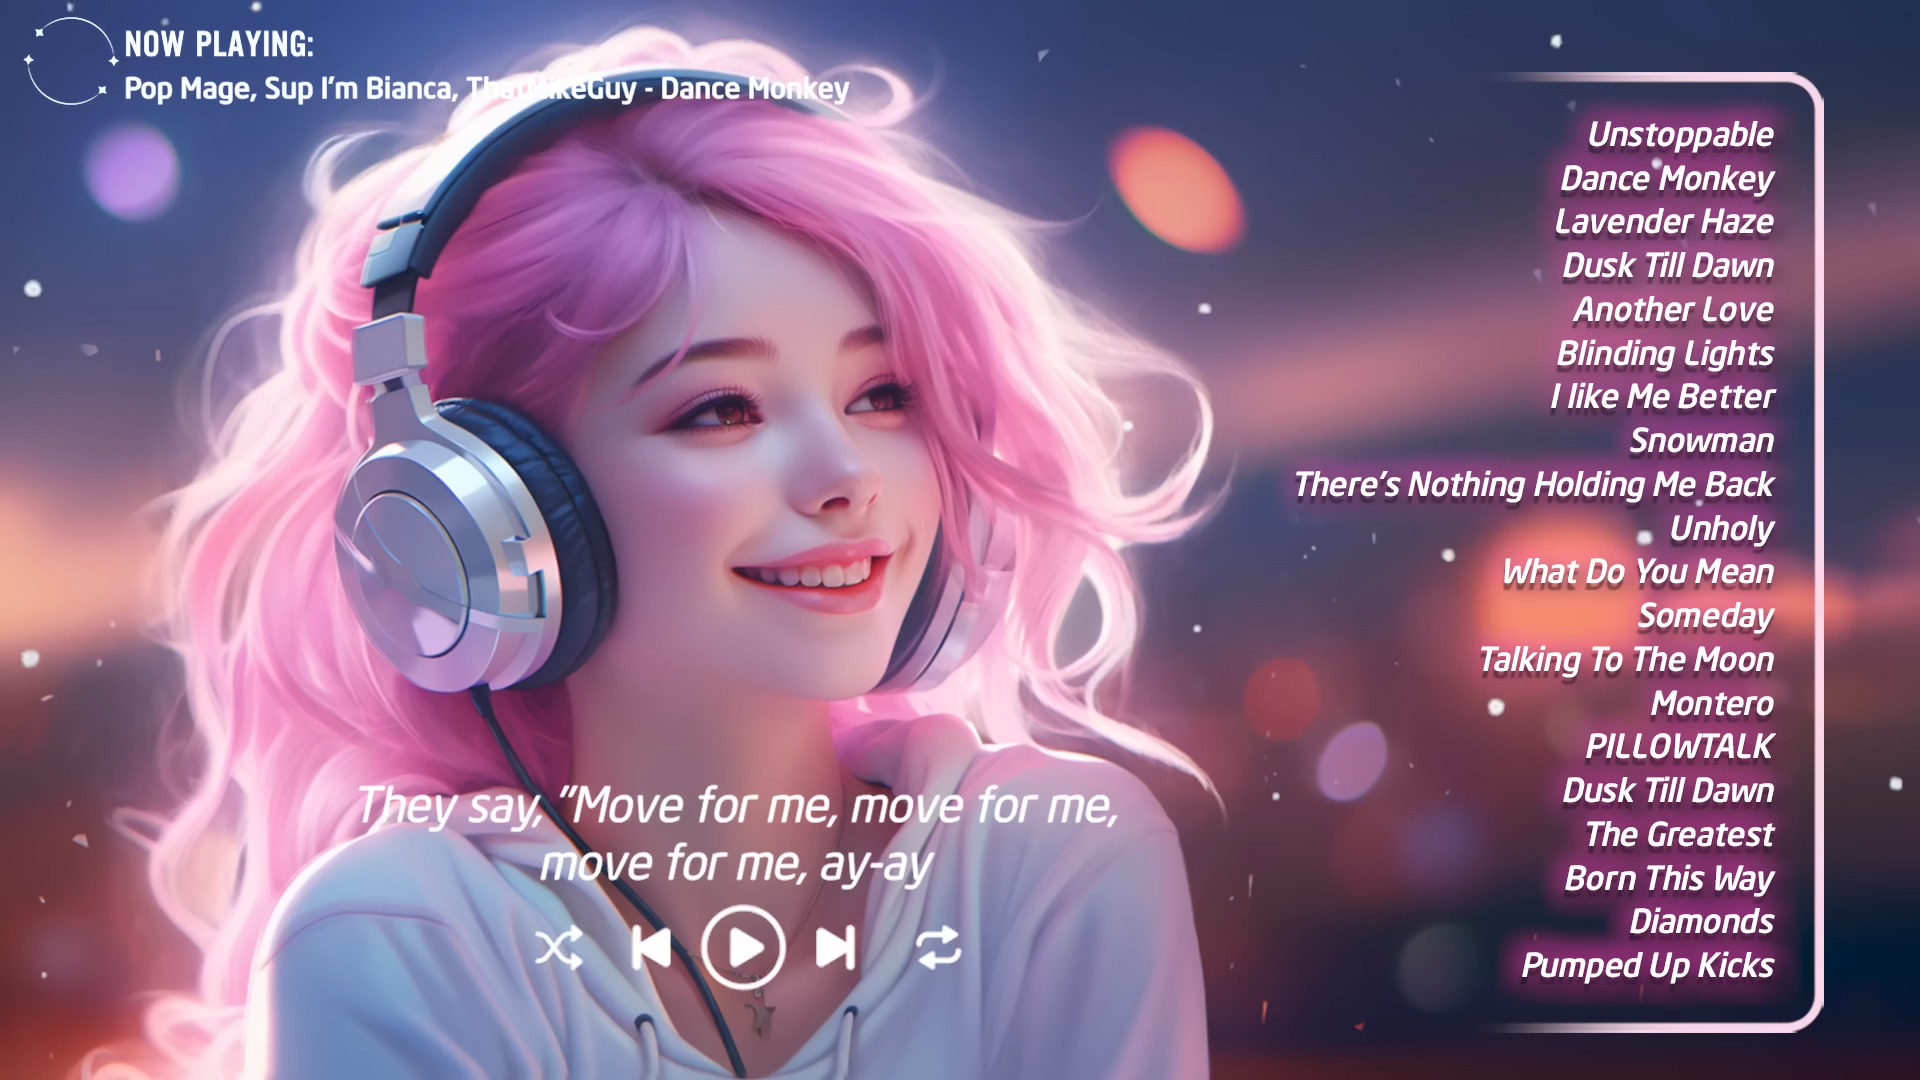 NOW PLAYING:
Pop Mage, Sup I'm Bianca, ThatMikeGuy - Dance Monkey
Unstoppable
Dance Monkey
Lavender Haze
Dusk Till Dawn
Another Love
Blinding Lights
I like Me Better
Snowman
There's Nothing Holding Me Back
Unholy
What Do You Mean
Someday
Talking To The Moon
Montero
PILLOWTALK
Dusk Till Dawn
The Greatest
Born This Way
Diamonds
Pumped Up Kicks
They say, "Move for me, move for me,
move for me, ay-ay